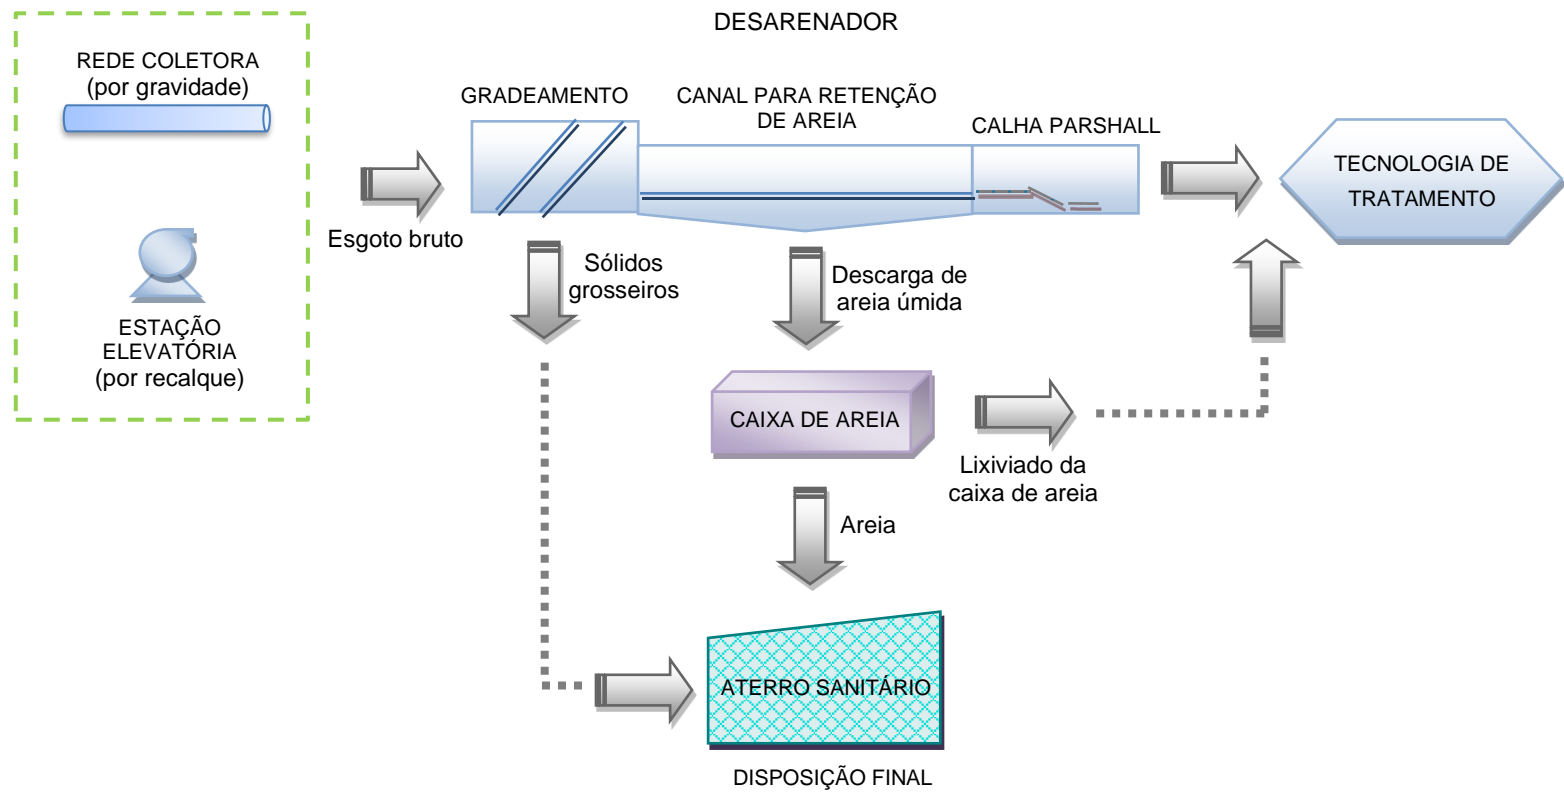 DESARENADOR
REDE COLETORA
(por gravidade)
ESTAÇÃO
ELEVATÓRIA
(por recalque)
Esgoto bruto
GRADEAMENTO
CANAL PARA RETENÇÃO
DE AREIA
CALHA PARSHALL
TECNOLOGIA DE
TRATAMENTO
Sólidos
grosseiros
Descarga de
areia úmida
CAIXA DE AREIA
Lixiviado da
caixa de areia
Areia
ATERRO SANITÁRIO
DISPOSIÇÃO FINAL